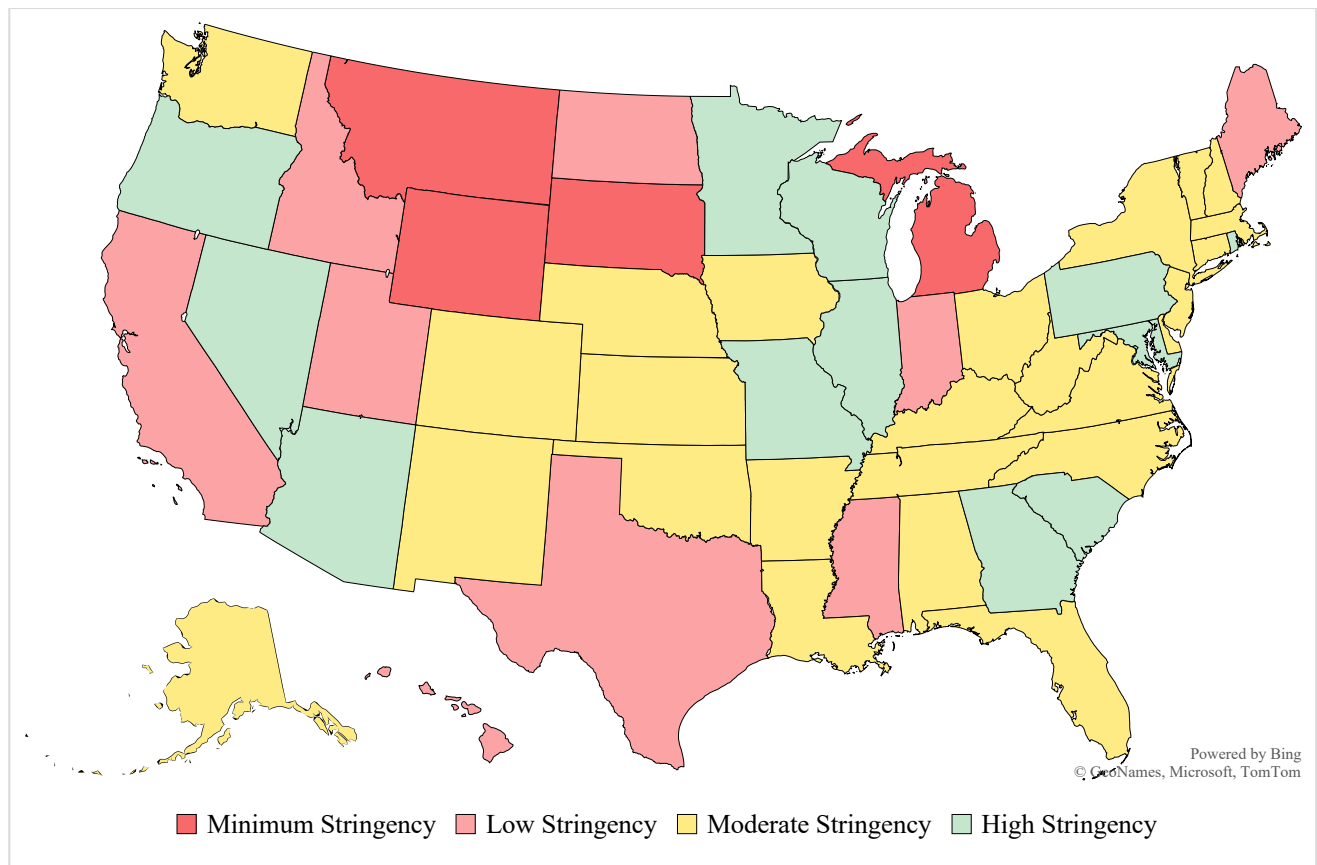 Powered by Bing
© GeoNames, Microsoft, TomTom
Minimum Stringency Low Stringency Moderate Stringency High Stringency